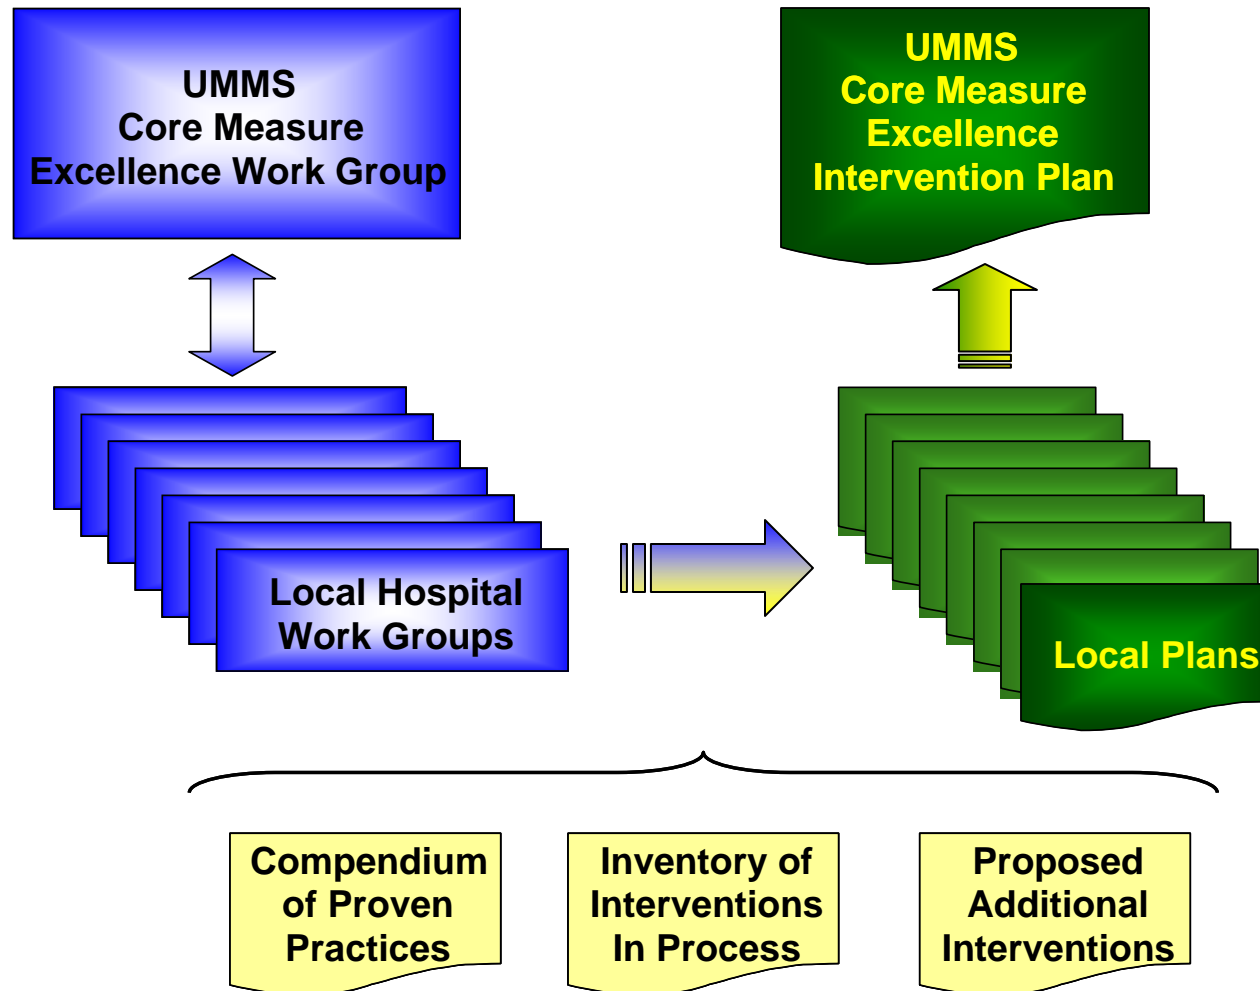 UMMS
Core Measure
Excellence Work Group
UMMS
Core Measure
Excellence
Intervention Plan
Local Hospital
Work Groups
Local Plans
Compendium
of Proven
Practices
Inventory of
Interventions
In Process
Proposed
Additional
Interventions